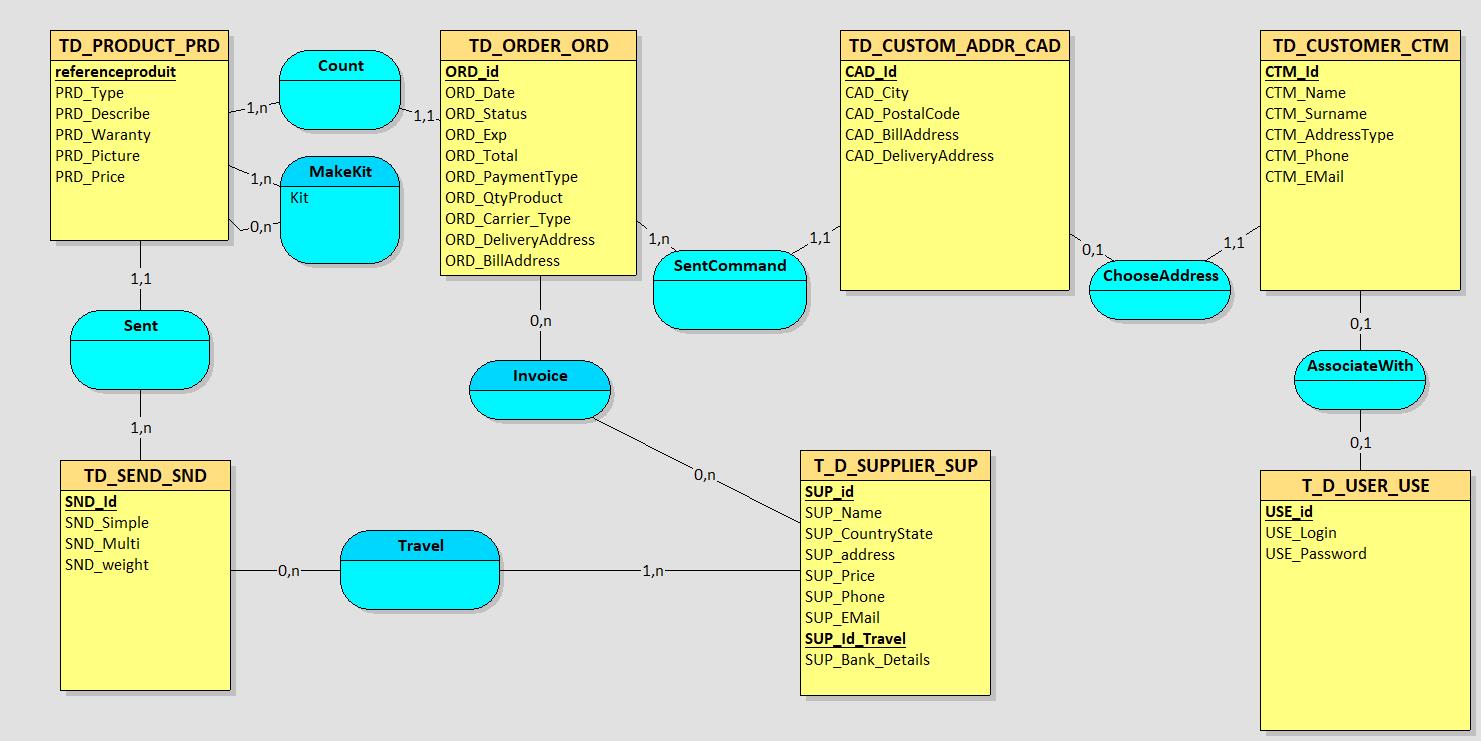 TD_PRODUCT_PRD
referenceproduit
PRD_Type
PRD_Describe
PRD_Waranty
PRD_Picture
PRD_Price
1,n
Count
1,1
1,n
0,n
MakeKit
Kit
TD_ORDER_ORD
ORD_id
ORD_Date
ORD_Status
ORD_Exp
ORD_Total
ORD_PaymentType
ORD_QtyProduct
ORD_Carrier_Type
ORD_DeliveryAddress
ORD_BillAddress
1,n
SentCommand
1,1
TD_CUSTOM_ADDR_CAD
CAD_Id
CAD_City
CAD_PostalCode
CAD_BillAddress
CAD_DeliveryAddress
0,1
ChooseAddress
1,1
TD_CUSTOMER_CTM
CTM_Id
CTM_Name
CTM_Surname
CTM_AddressType
CTM_Phone
CTM_EMail
1,1
Sent
1,n
0,n
Invoice
0,n
0,1
AssociateWith
0,1
TD_SEND_SND
SND_Id
SND_Simple
SND_Multi
SND_weight
0,n
Travel
1,n
T_D_SUPPLIER_SUP
SUP_id
SUP_Name
SUP_CountryState
SUP_address
SUP_Price
SUP_Phone
SUP_EMail
SUP_Id_Travel
SUP_Bank_Details
T_D_USER_USE
USE_id
USE_Login
USE_Password